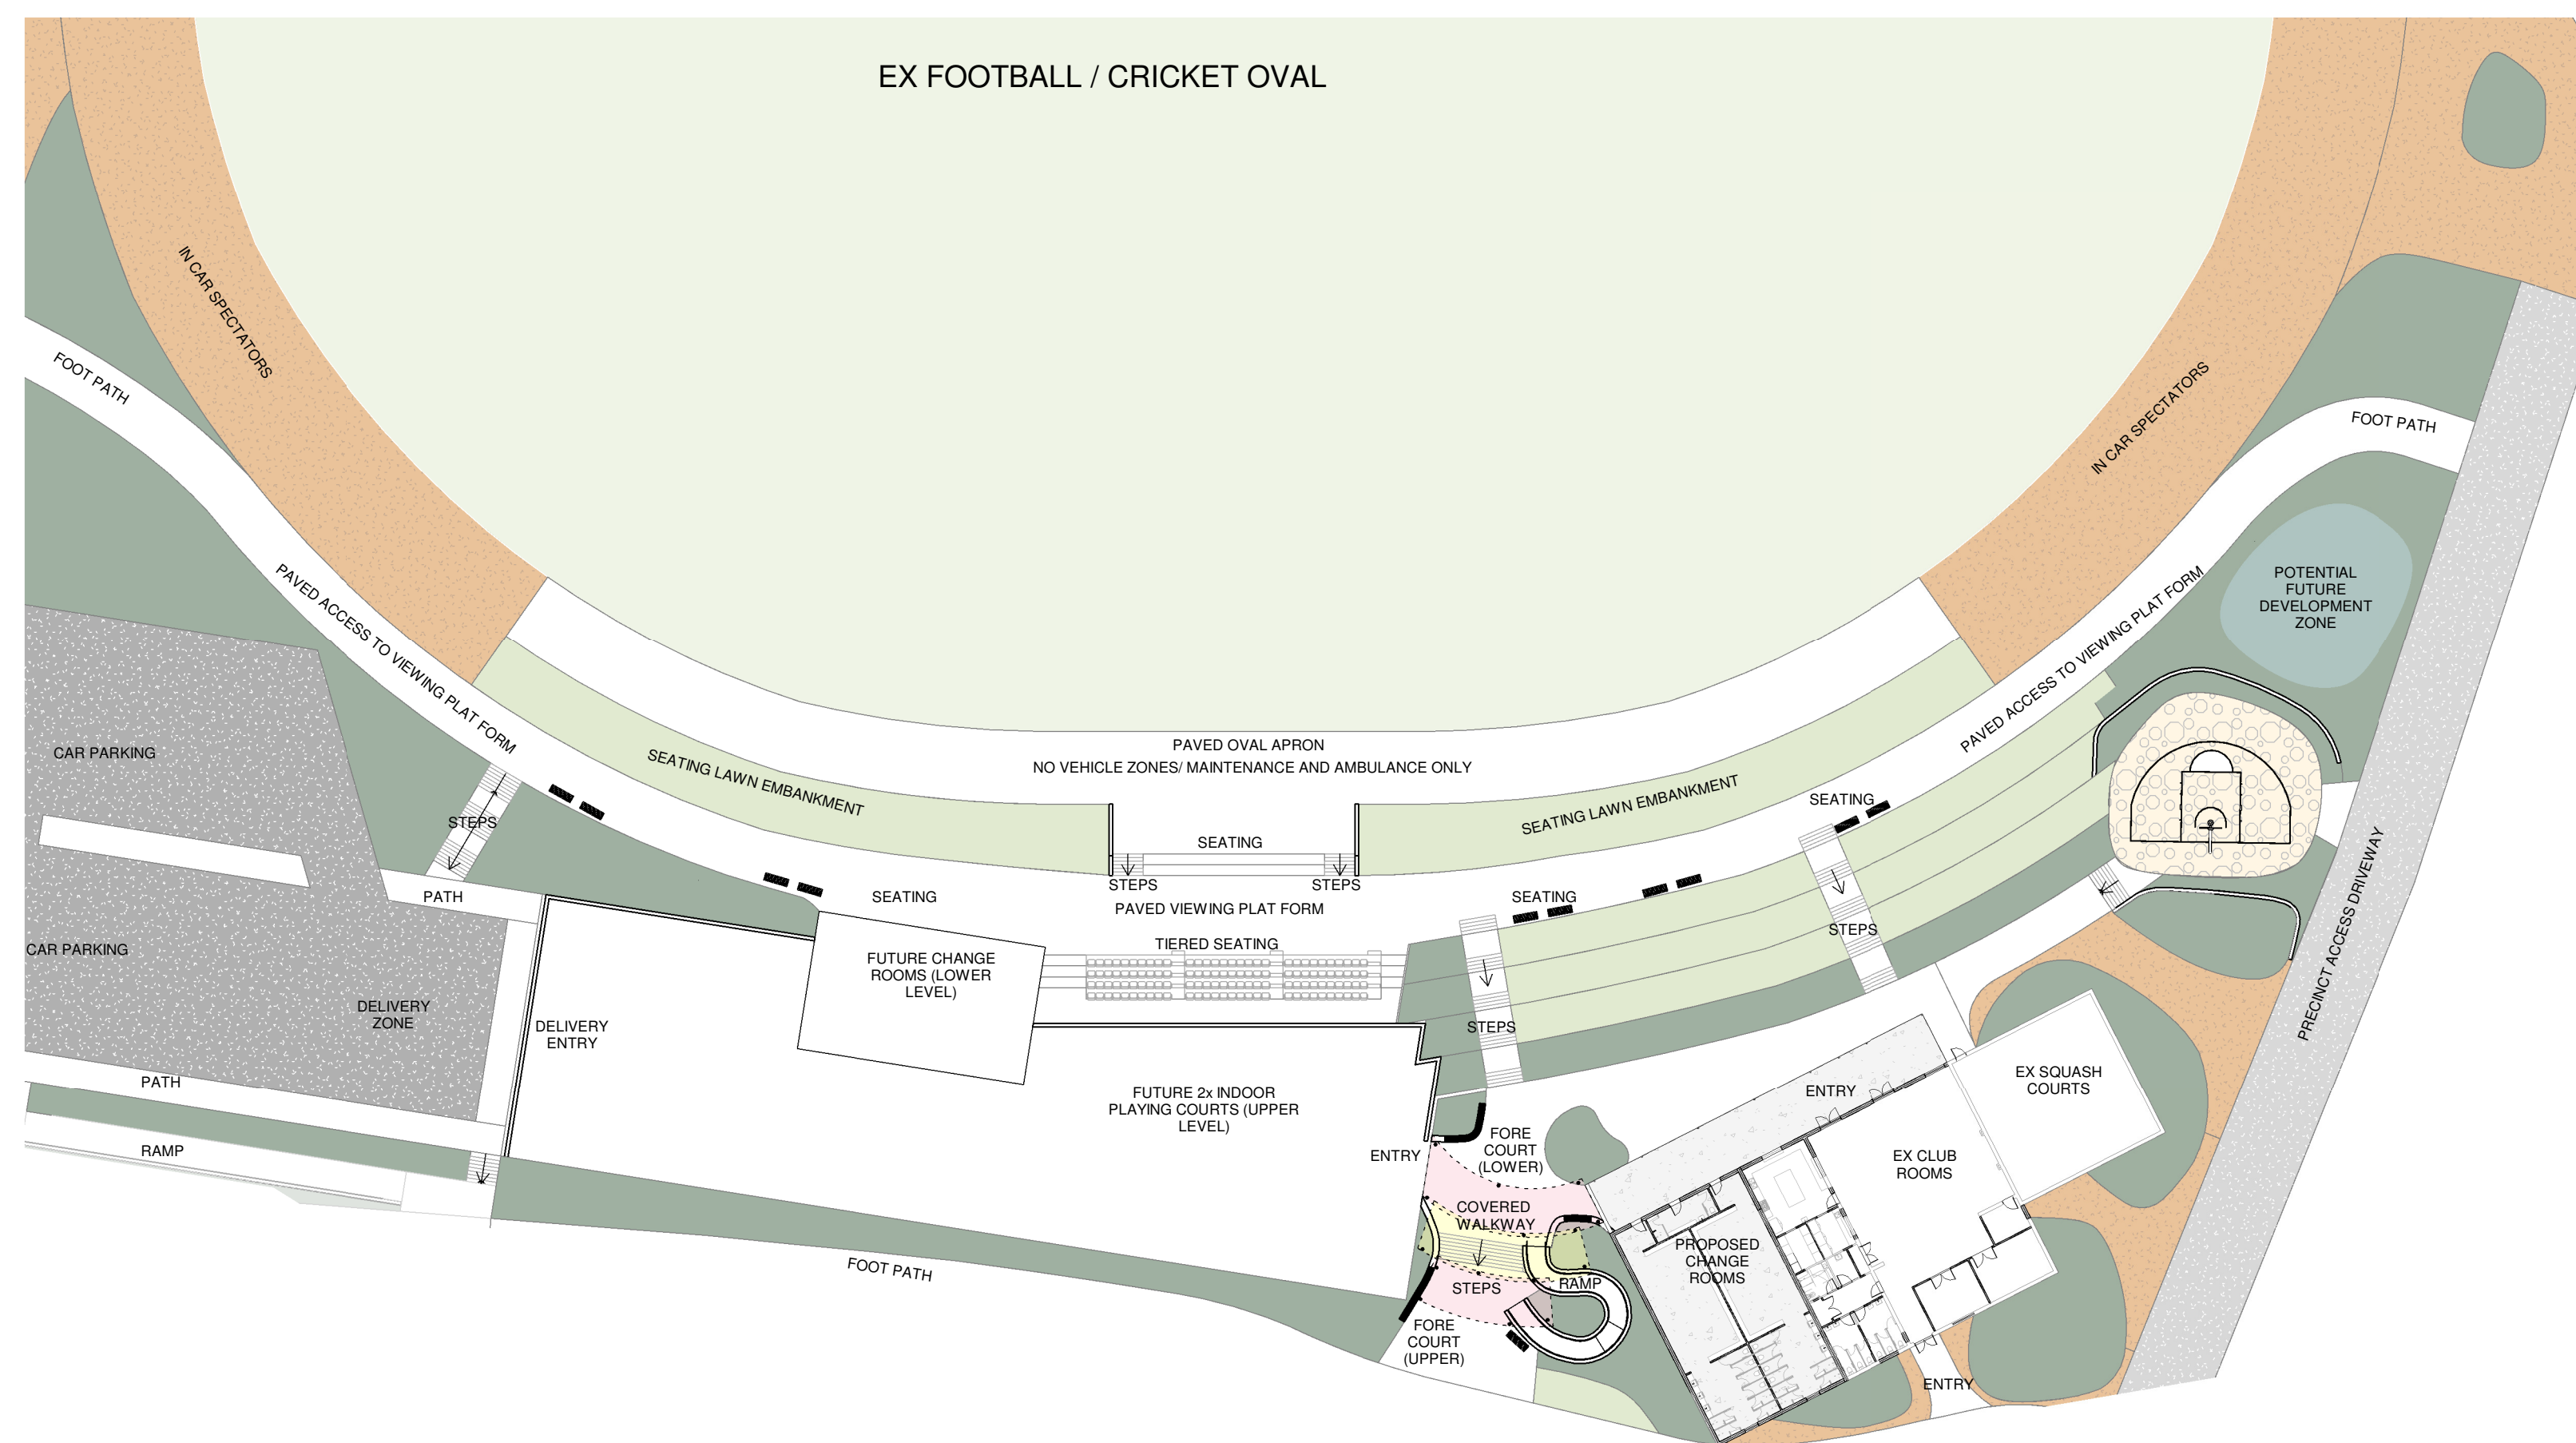 EX FOOTBALL / CRICKET OVAL
IN CAR SPECTATORS
IN CAR SPECTATORS
FOOT PATH
FOOT PATH
PAVED ACCESS TO VIEWING PLAT FORM
PAVED ACCESS TO VIEWING PLAT FORM
POTENTIAL
FUTURE
DEVELOPMENT
ZONE
CAR PARKING
SEATING LAWN EMBANKMENT
PAVED OVAL APRON
NO VEHICLE ZONES/ MAINTENANCE AND AMBULANCE ONLY
SEATING LAWN EMBANKMENT
SEATING
STEPS
SEATING
STEPS
STEPS
PATH
SEATING
SEATING
PAVED VIEWING PLAT FORM
STEPS
PRECINCT ACCESS DRIVEWAY
CAR PARKING
TIERED SEATING
FUTURE CHANGE
ROOMS (LOWER
LEVEL)
DELIVERY
ZONE
DELIVERY
ENTRY
STEPS
PATH
FUTURE 2x INDOOR
PLAYING COURTS (UPPER
LEVEL)
ENTRY
EX SQUASH
COURTS
RAMP
ENTRY
FORE
COURT
(LOWER)
EX CLUB
ROOMS
COVERED
WALKWAY
PROPOSED
CHANGE
ROOMS
FOOT PATH
STEPS
RAMP
FORE
COURT
(UPPER)
ENTRY